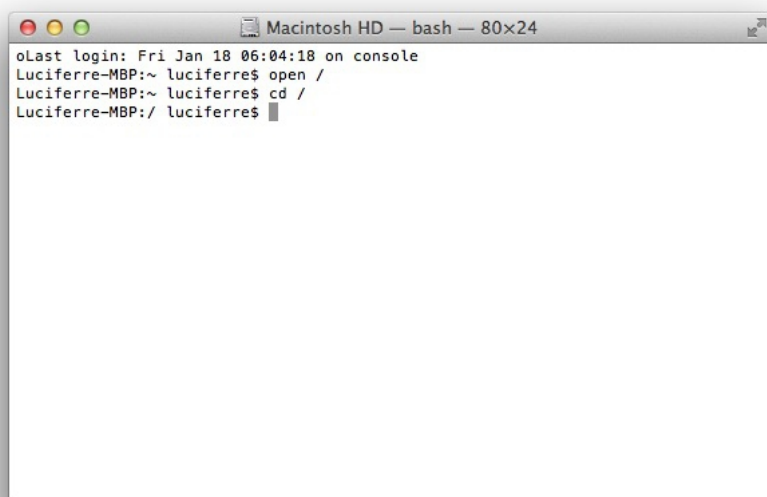 Macintosh HD — bash — 80×24
oLast login: Fri Jan 18 06:04:18 on console
Luciferre-MBP:~ luciferre$ open /
Luciferre-MBP:~ luciferre$ cd /
Luciferre-MBP:/ luciferre$